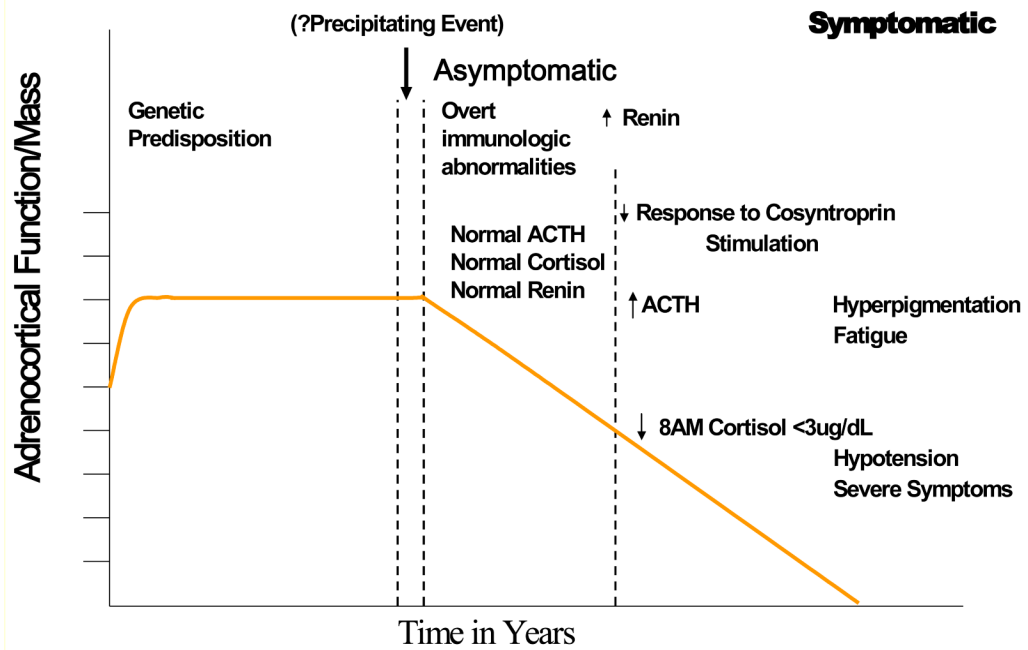 (?Precipitating Event)
Symptomatic
Asymptomatic
Genetic
Predisposition
Overt
immunologic
abnormalities
↑ Renin
↓ Response to Cosyntroprin
Stimulation
Normal ACTH
Normal Cortisol
Normal Renin
↑ ACTH
Hyperpigmentation
Fatigue
↓ 8AM Cortisol <3ug/dL
Hypotension
Severe Symptoms
Adrenocortical Function/Mass
Time in Years